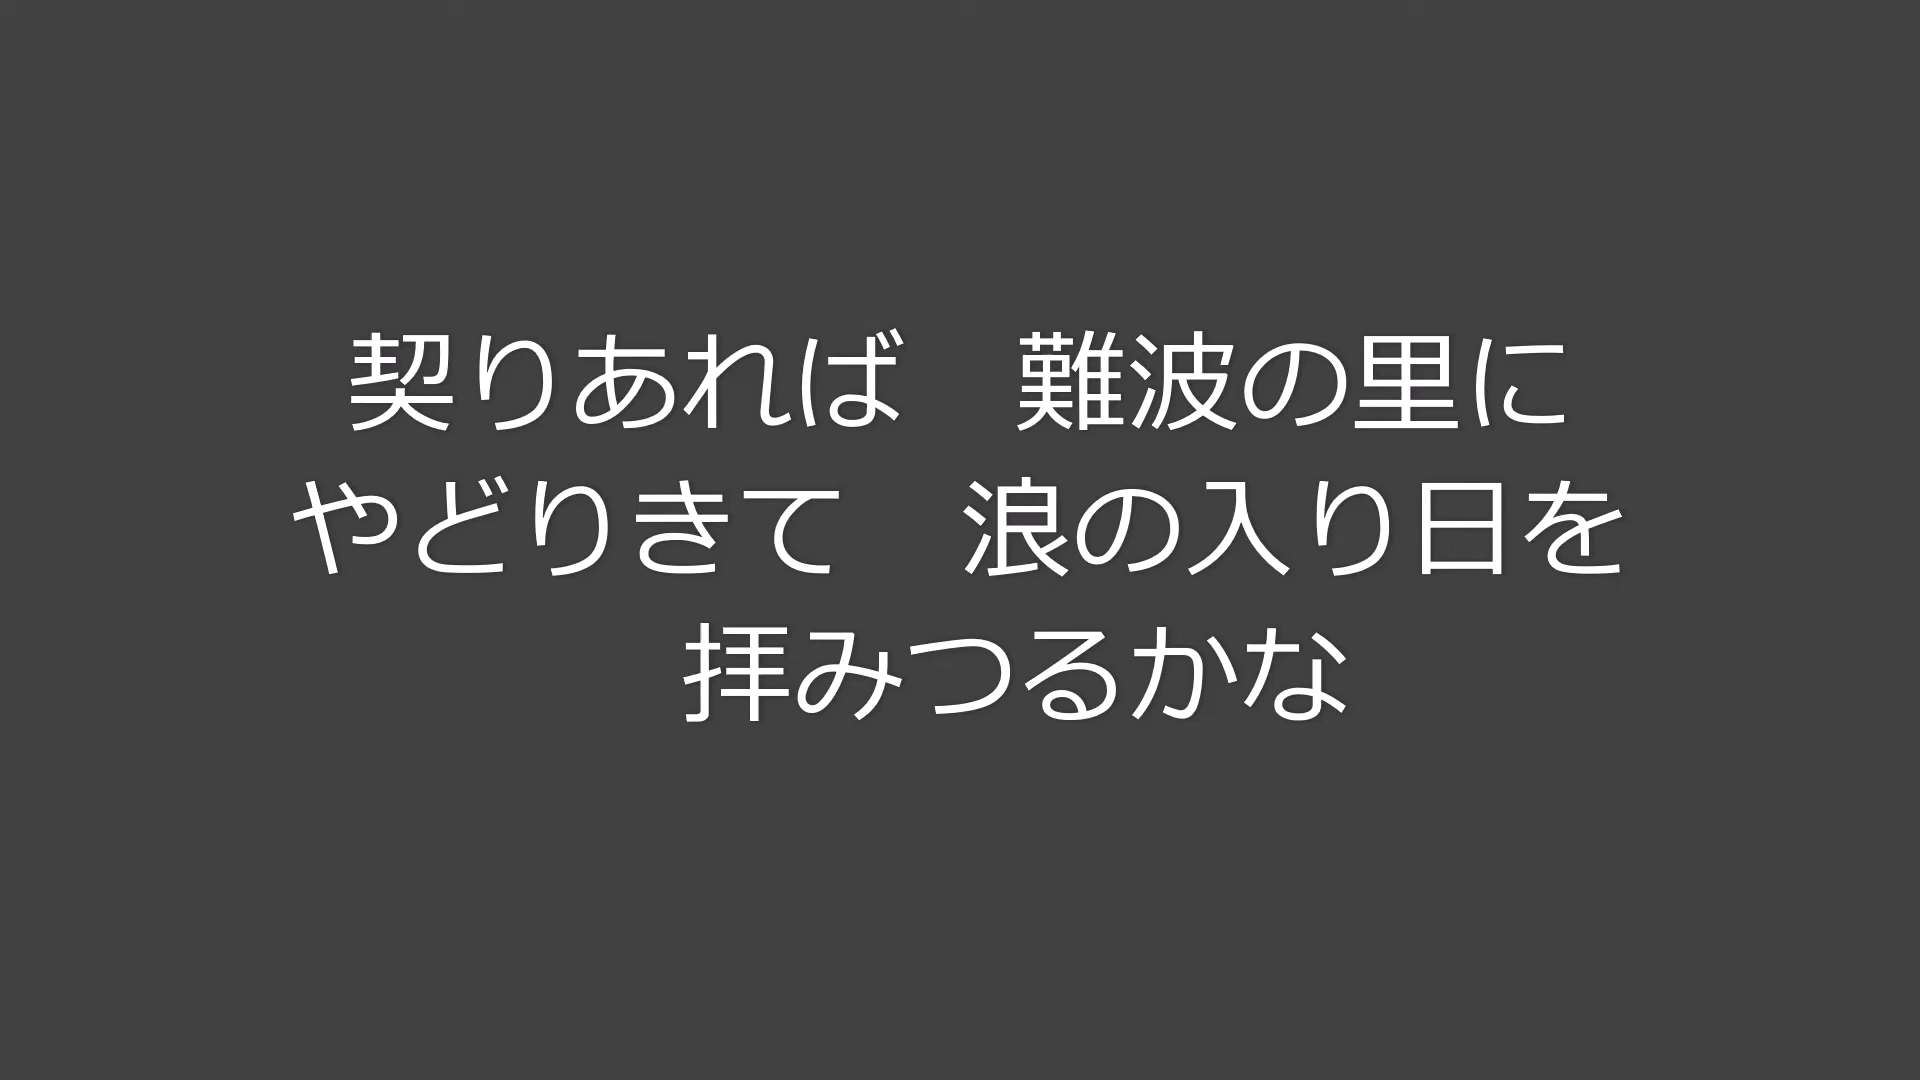 契りあれば　難波の里に
やどりきて　浪の入り日を
拝みつるかな